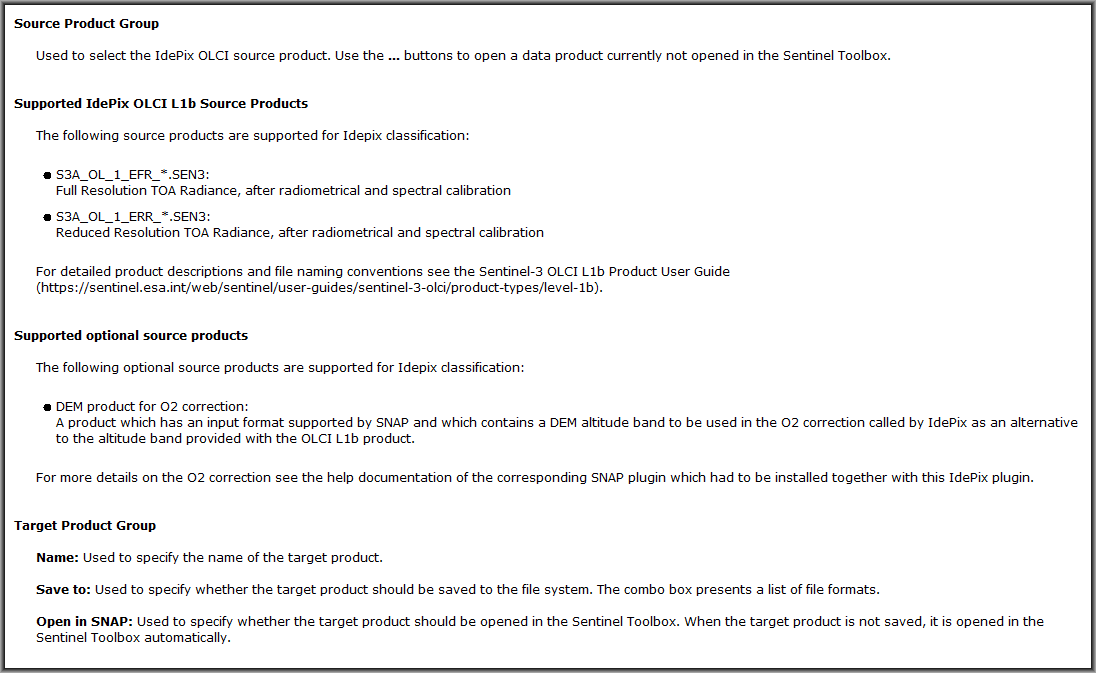 Source Product Group
Used to select the IdePix OLCI source product. Use the ... buttons to open a data product currently not opened in the Sentinel Toolbox.
Supported IdePix OLCI L1b Source Products
The following source products are supported for Idepix classification:
● S3A_OL_1_EFR_*.SEN3:
Full Resolution TOA Radiance, after radiometrical and spectral calibration
● S3A_OL_1_ERR_*.SEN3:
Reduced Resolution TOA Radiance, after radiometrical and spectral calibration
For detailed product descriptions and file naming conventions see the Sentinel-3 OLCI L1b Product User Guide
(https://sentinel.esa.int/web/sentinel/user-guides/sentinel-3-olci/product-types/level-1b).
Supported optional source products
The following optional source products are supported for Idepix classification:
● DEM product for O2 correction:
A product which has an input format supported by SNAP and which contains a DEM altitude band to be used in the O2 correction called by IdePix as an alternative
to the altitude band provided with the OLCI L1b product.
For more details on the O2 correction see the help documentation of the corresponding SNAP plugin which had to be installed together with this IdePix plugin.
Target Product Group
Name: Used to specify the name of the target product.
Save to: Used to specify whether the target product should be saved to the file system. The combo box presents a list of file formats.
Open in SNAP: Used to specify whether the target product should be opened in the Sentinel Toolbox. When the target product is not saved, it is opened in the
Sentinel Toolbox automatically.